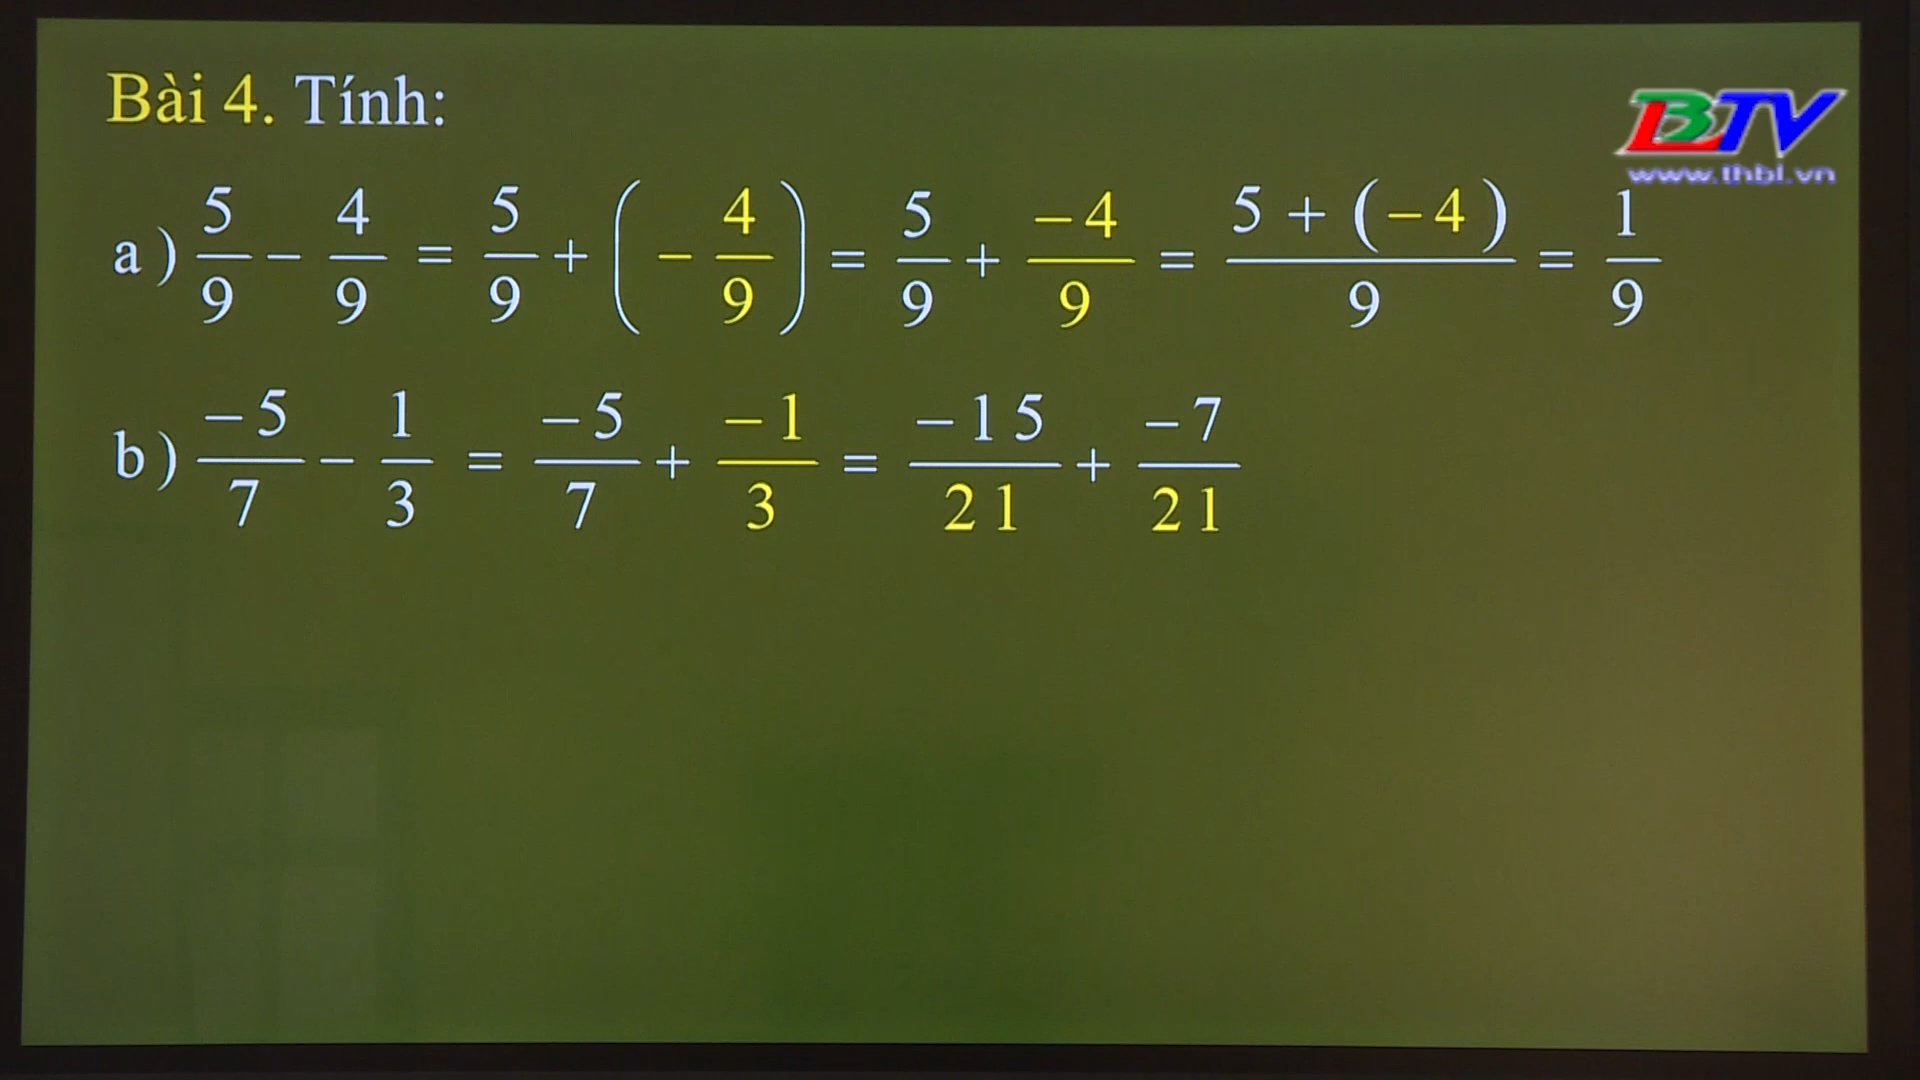 Bài 4. Tính:
BTV
www.thbl.vn
a) 5/9 − 4/9 = 5/9 + (− 4/9) = 5/9 + −4/9 = 5 + (−4)/9 = 1/9
b) −5/7 − 1/3 = −5/7 + −1/3 = −15/21 + −7/21